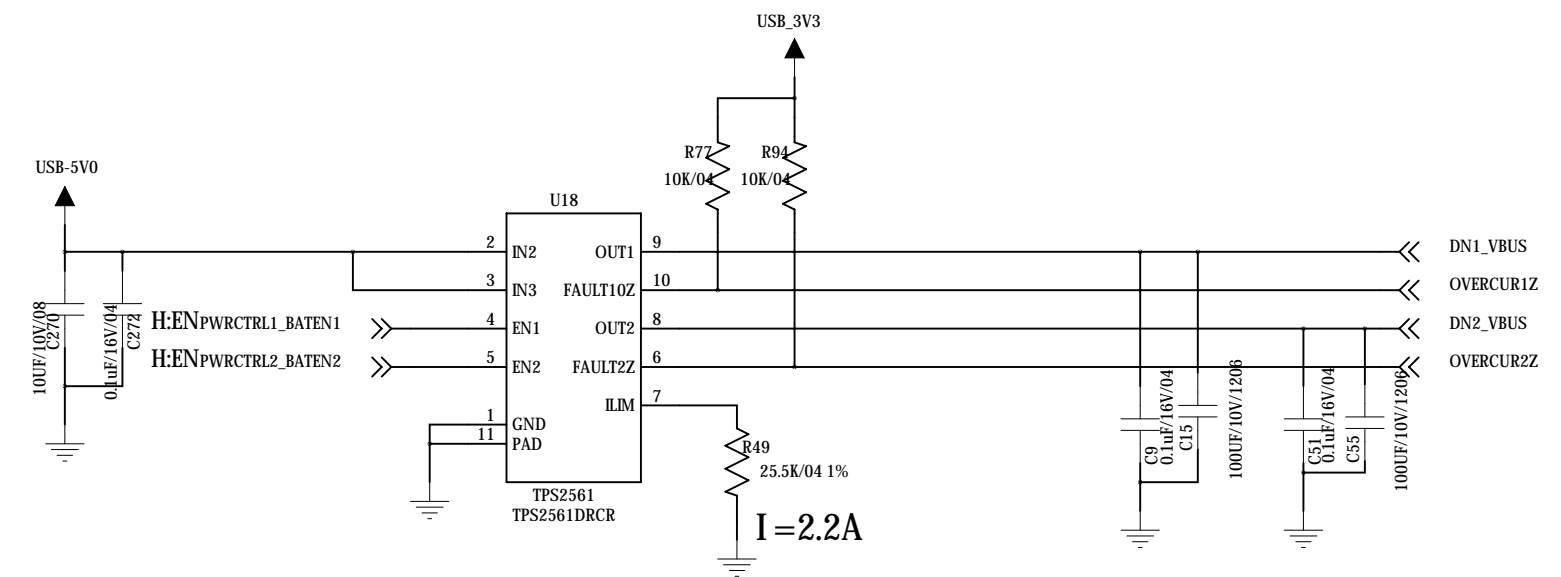 USB_3V3
USB-5V0
R77
10K/04
R94
10K/04
U18
2
IN2
OUT1
9
DN1_VBUS
3
IN3
FAULT10Z
10
OVERCUR1Z
H:ENPWRCTRL1_BATEN1
4
EN1
OUT2
8
DN2_VBUS
H:ENPWRCTRL2_BATEN2
5
EN2
FAULT2Z
6
OVERCUR2Z
ILIM
7
1
GND
11
PAD
10UF/10V/08
C270
0.1uF/16V/04
C272
R49
25.5K/04 1%
TPS2561
TPS2561DRCR
I=2.2A
C9
0.1uF/16V/04
C15
100UF/10V/1206
C51
0.1uF/16V/04
C55
100UF/10V/1206